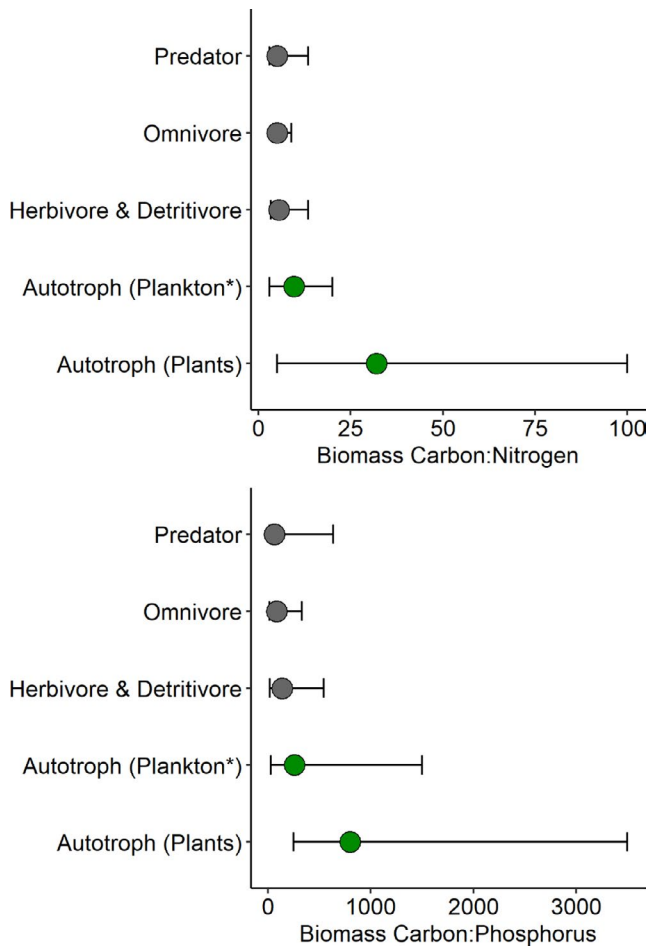 Predator
Omnivore
Herbivore & Detritivore
Autotroph (Plankton*)
Autotroph (Plants)
0 25 50 75 100
Biomass Carbon:Nitrogen
Predator
Omnivore
Herbivore & Detritivore
Autotroph (Plankton*)
Autotroph (Plants)
0 1000 2000 3000
Biomass Carbon:Phosphorus